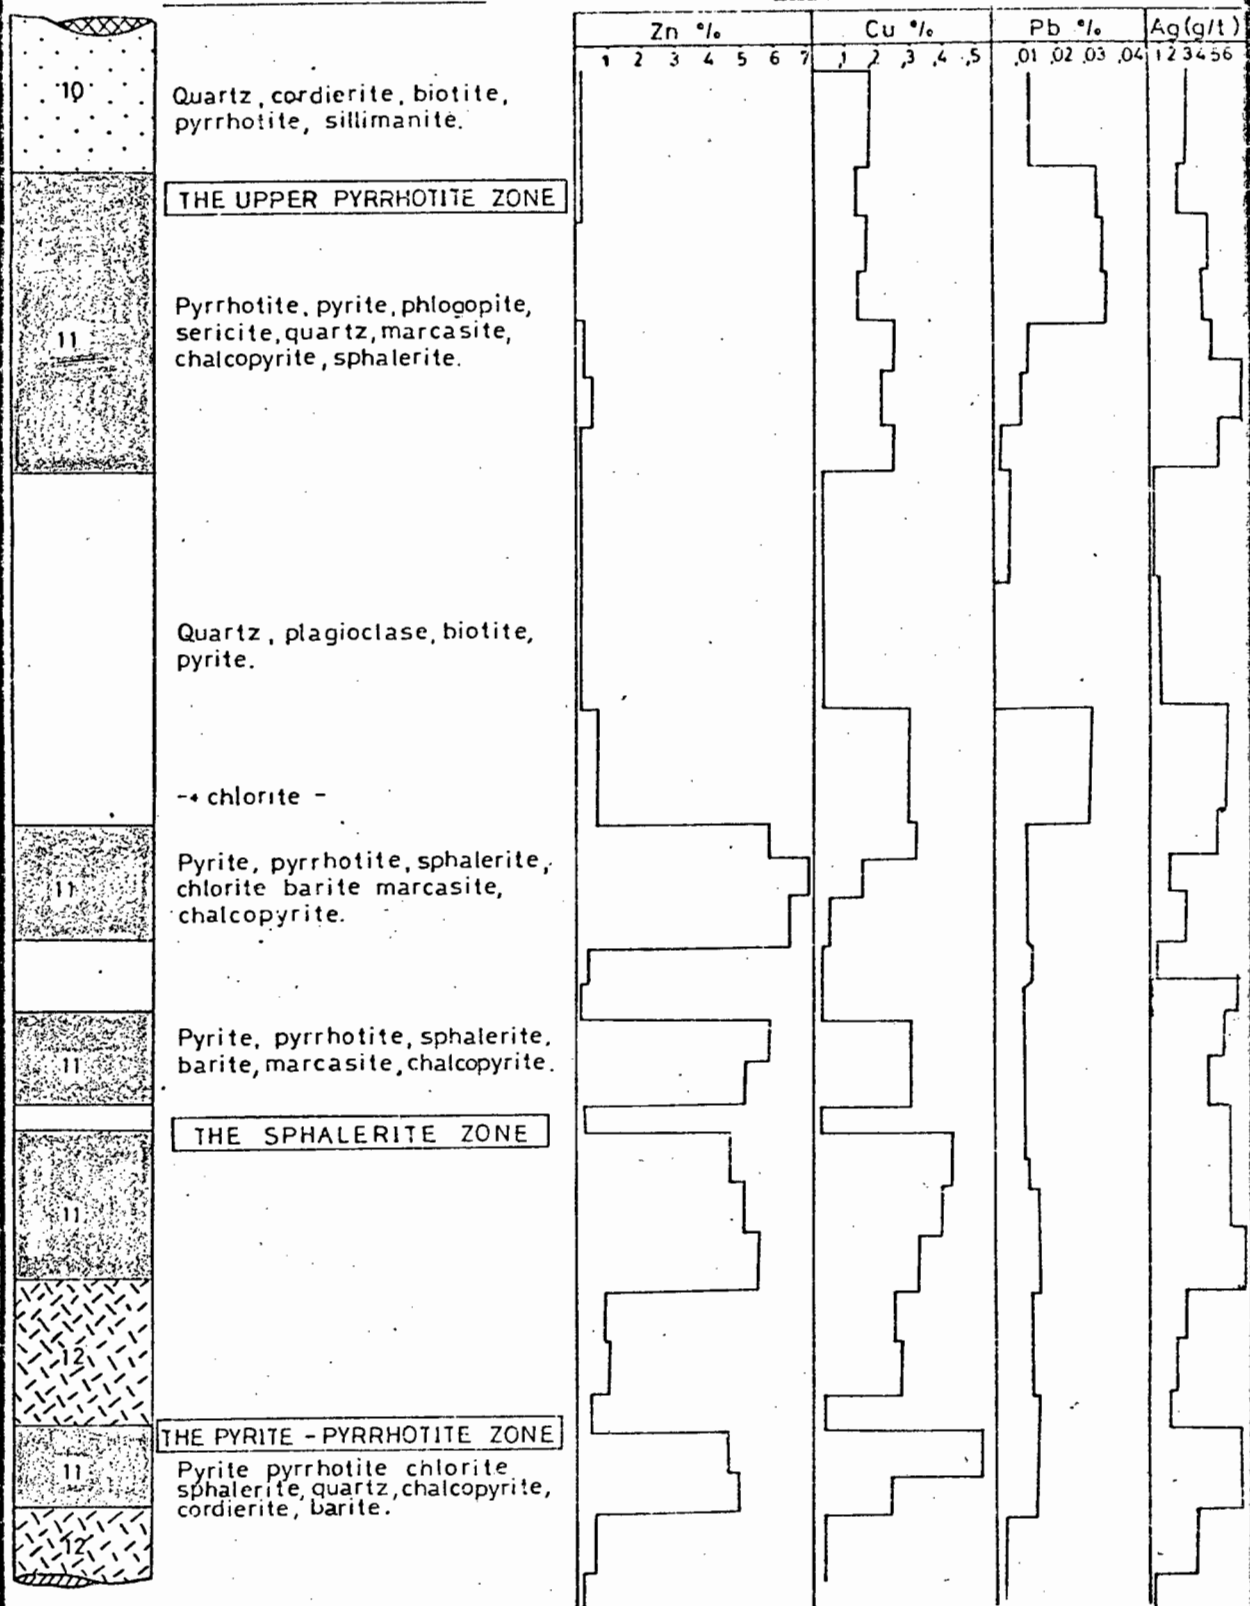 Zn %
Cu %
Pb %
Ag (g/t)
1 2 3 4 5 6 7
,1 ,2 ,3 ,4 ,5
,01 ,02 ,03 ,04
1 2 3 4 5 6
10
Quartz, cordierite, biotite,
pyrrhotite, sillimanite.
THE UPPER PYRRHOTITE ZONE
11
Pyrrhotite, pyrite, phlogopite,
sericite, quartz, marcasite,
chalcopyrite, sphalerite.
Quartz, plagioclase, biotite,
pyrite.
-+ chlorite -
11
Pyrite, pyrrhotite, sphalerite,
chlorite barite marcasite,
chalcopyrite.
11
Pyrite, pyrrhotite, sphalerite,
barite, marcasite, chalcopyrite.
THE SPHALERITE ZONE
11
12
THE PYRITE - PYRRHOTITE ZONE
11
Pyrite pyrrhotite chlorite
sphalerite, quartz, chalcopyrite,
cordierite, barite.
12